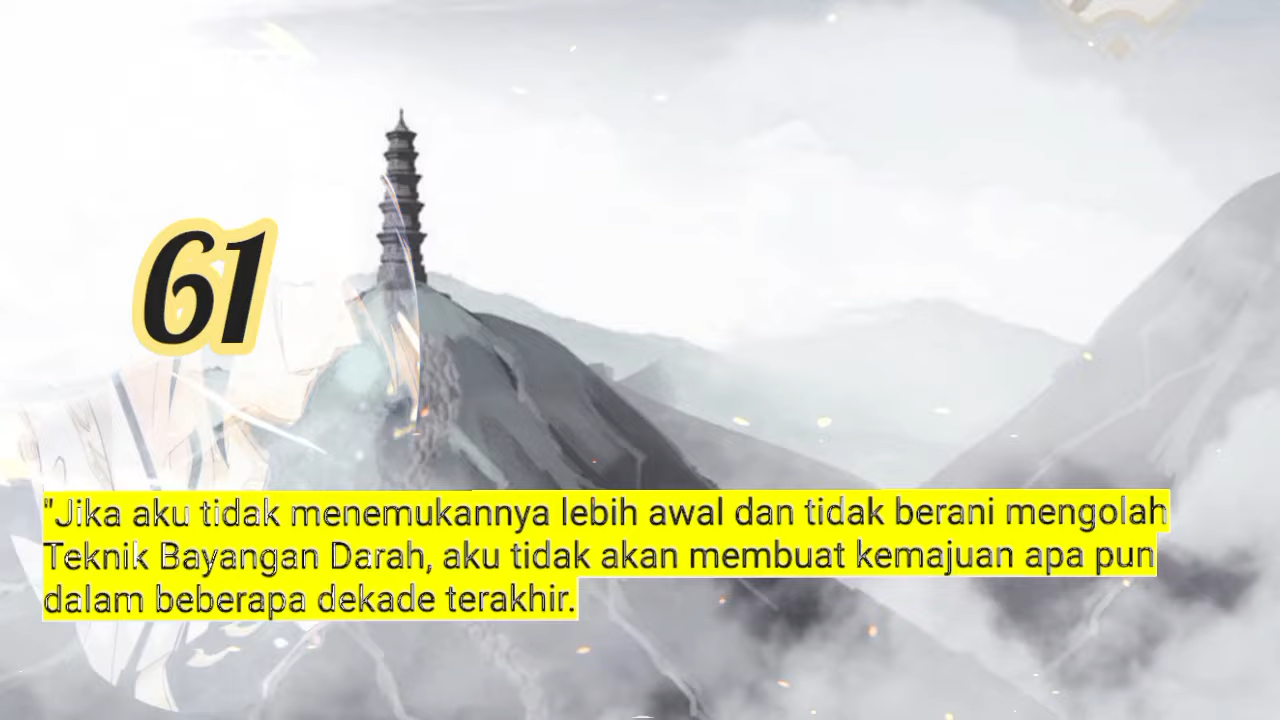 61
"Jika aku tidak menemukannya lebih awal dan tidak berani mengolah
Teknik Bayangan Darah, aku tidak akan membuat kemajuan apa pun
dalam beberapa dekade terakhir.